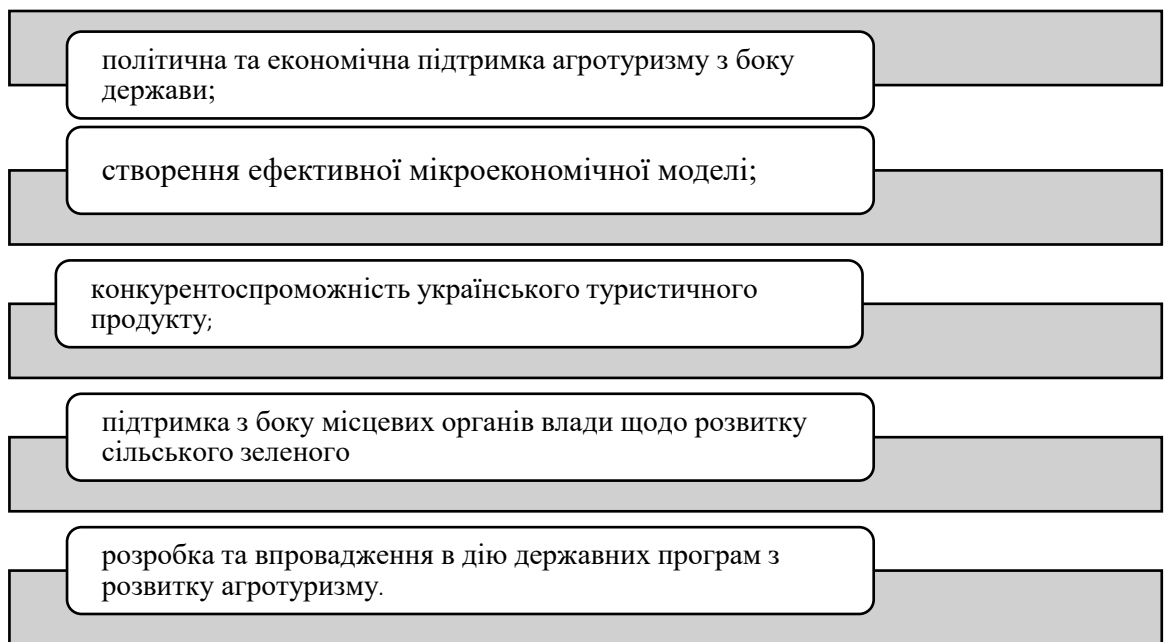 політична та економічна підтримка агротуризму з боку
держави;
створення ефективної мікроекономічної моделі;
конкурентоспроможність українського туристичного
продукту;
підтримка з боку місцевих органів влади щодо розвитку
сільського зеленого
розробка та впровадження в дію державних програм з
розвитку агротуризму.